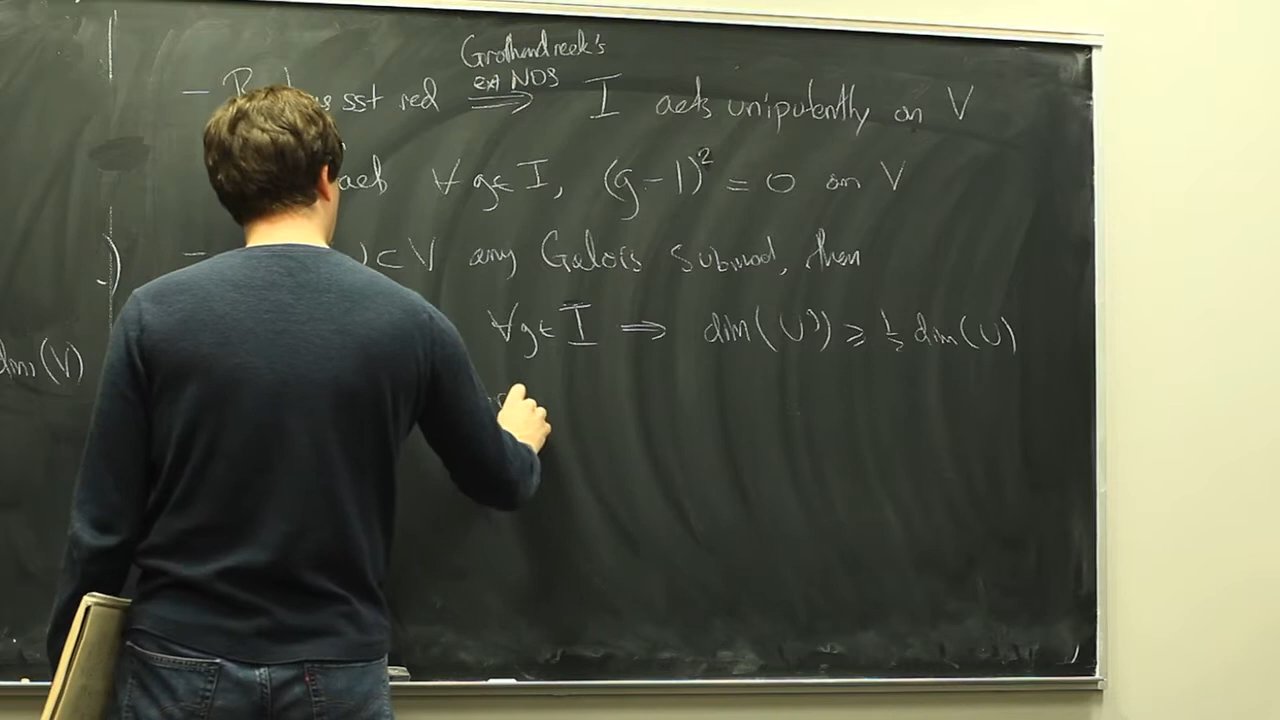 Grothendieck's
ext NOS
– sst red ⟹ I acts unipotently on V
∀ g ∈ I, (g-1)² = 0 on V
– ) ⊂ V any Galois submod, then
∀g ∈ I ⟹ dim( U ) ≥ ½ dim(U)
dim(V)